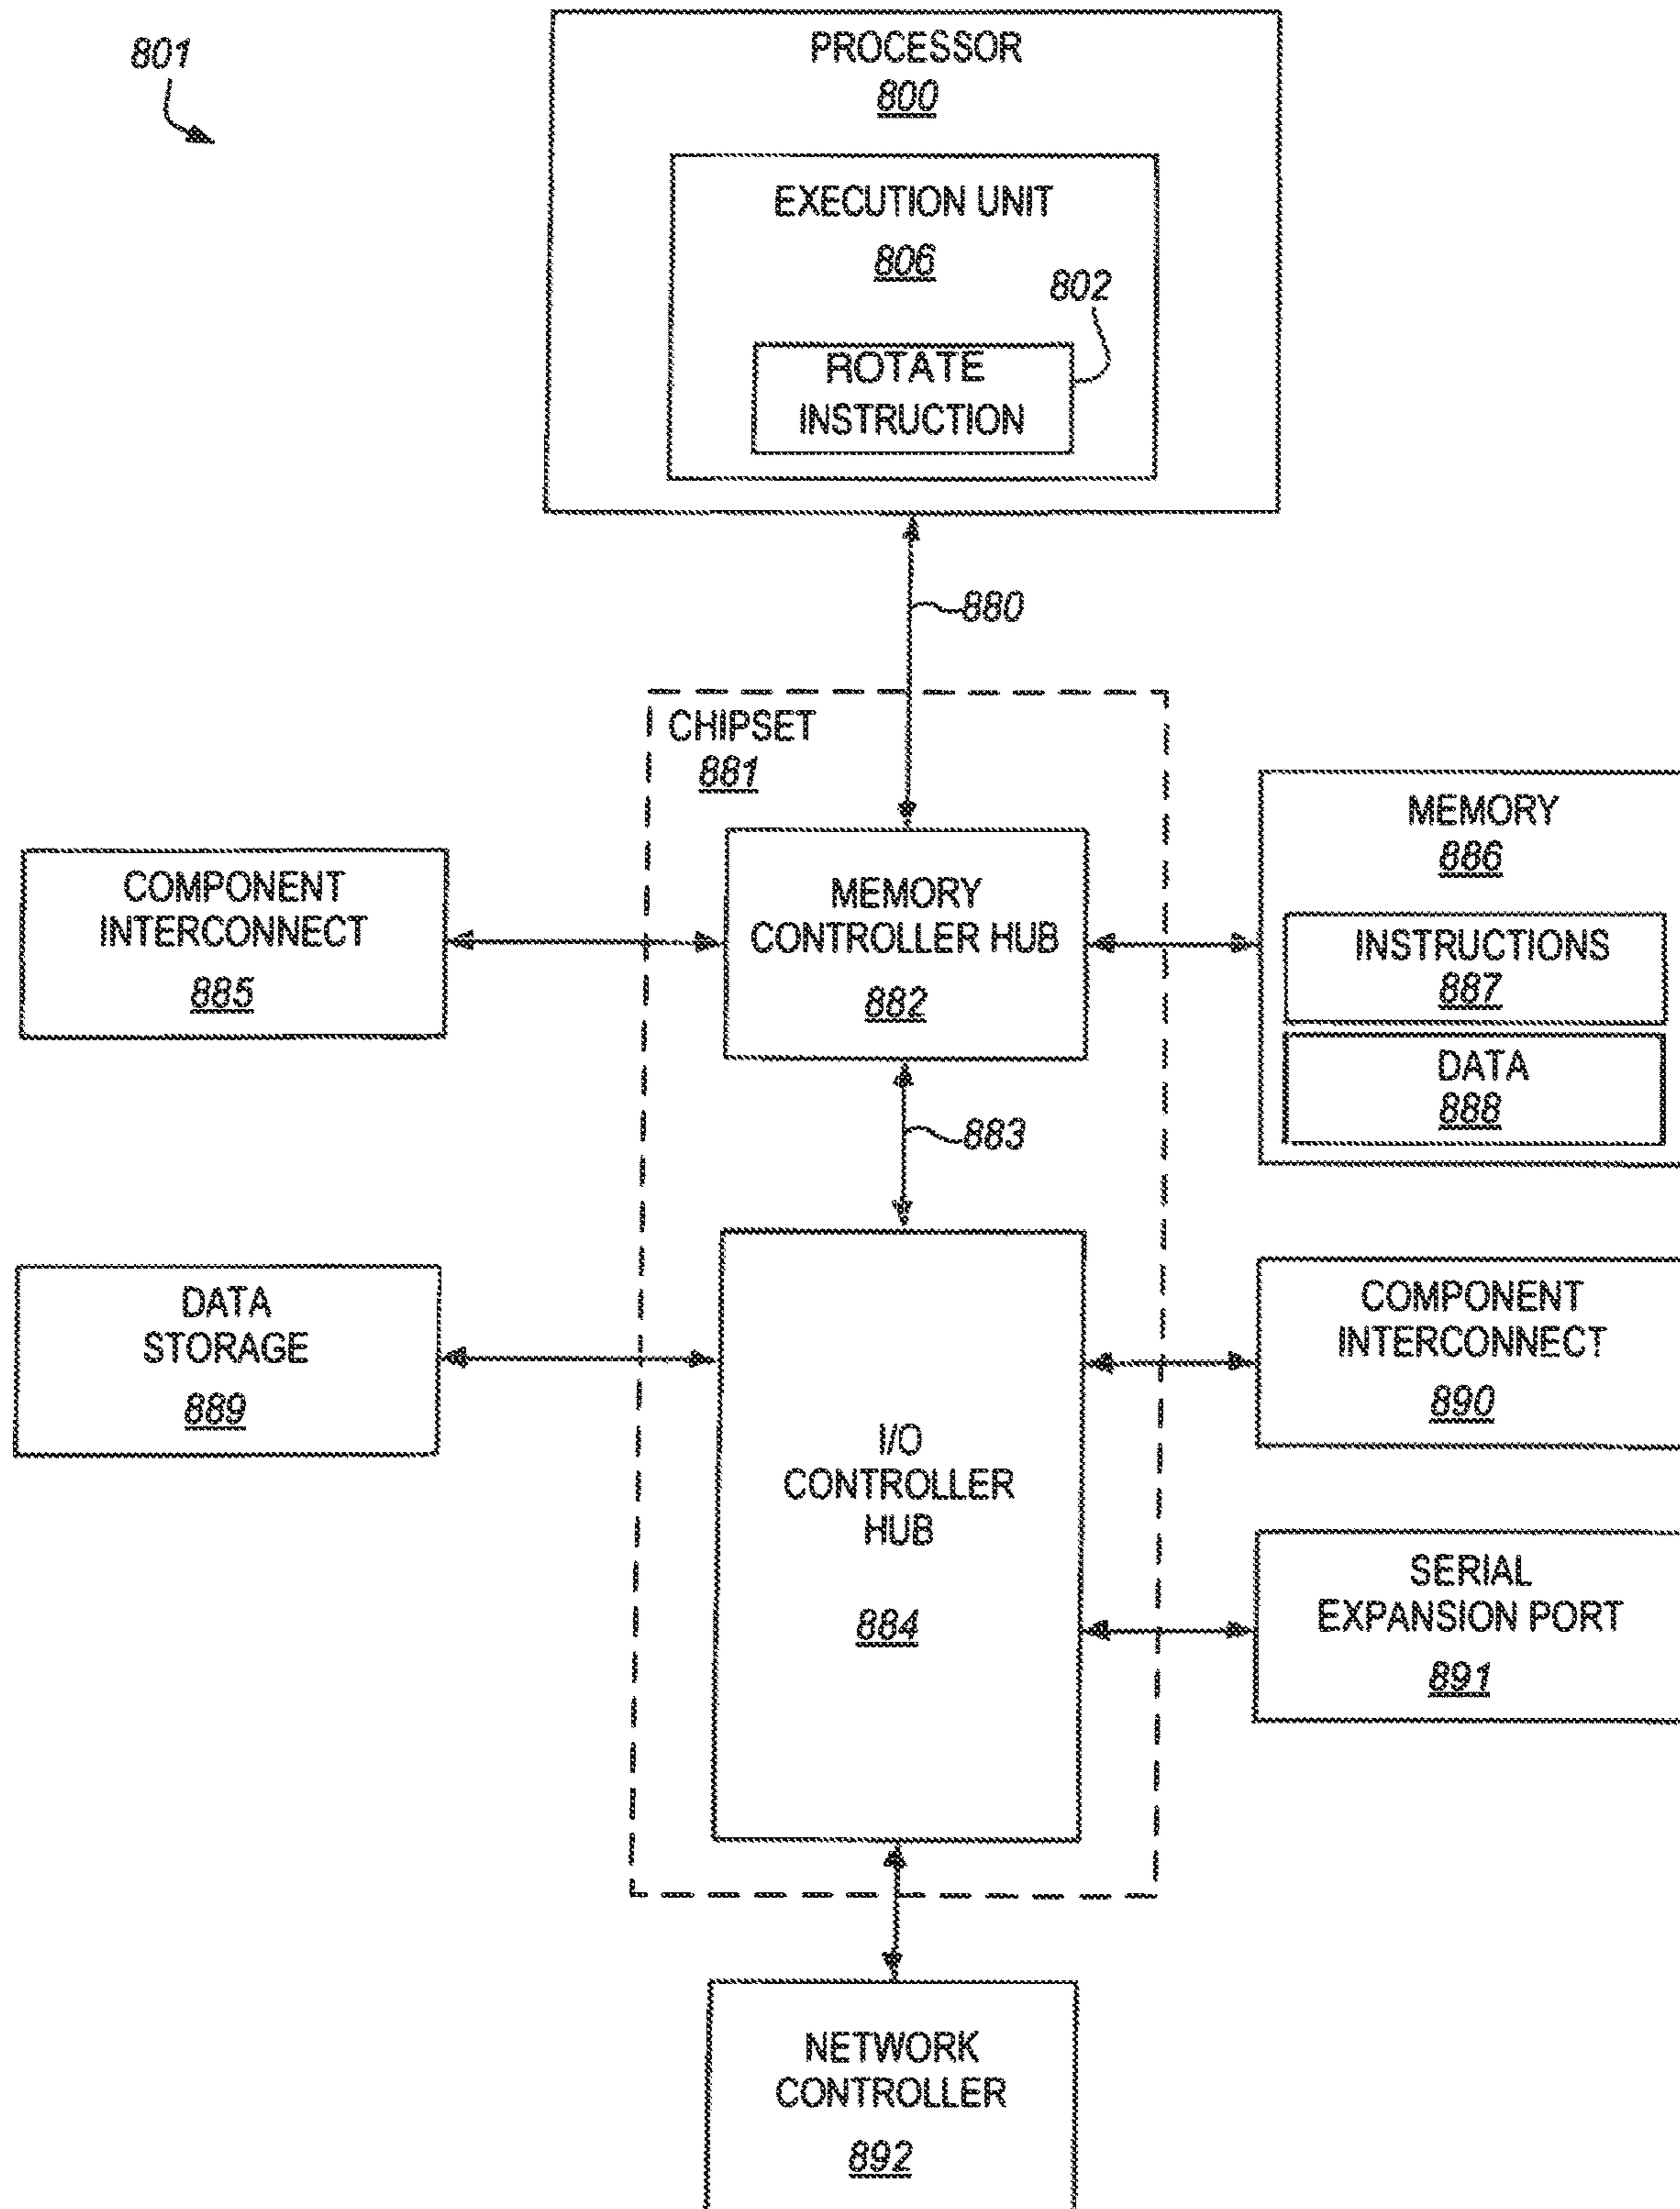 801
PROCESSOR
800
EXECUTION UNIT
806
802
ROTATE
INSTRUCTION
880
CHIPSET
881
COMPONENT
INTERCONNECT
885
MEMORY
CONTROLLER HUB
882
MEMORY
886
INSTRUCTIONS
887
DATA
888
883
DATA
STORAGE
889
I/O
CONTROLLER
HUB
884
COMPONENT
INTERCONNECT
890
SERIAL
EXPANSION PORT
891
NETWORK
CONTROLLER
892